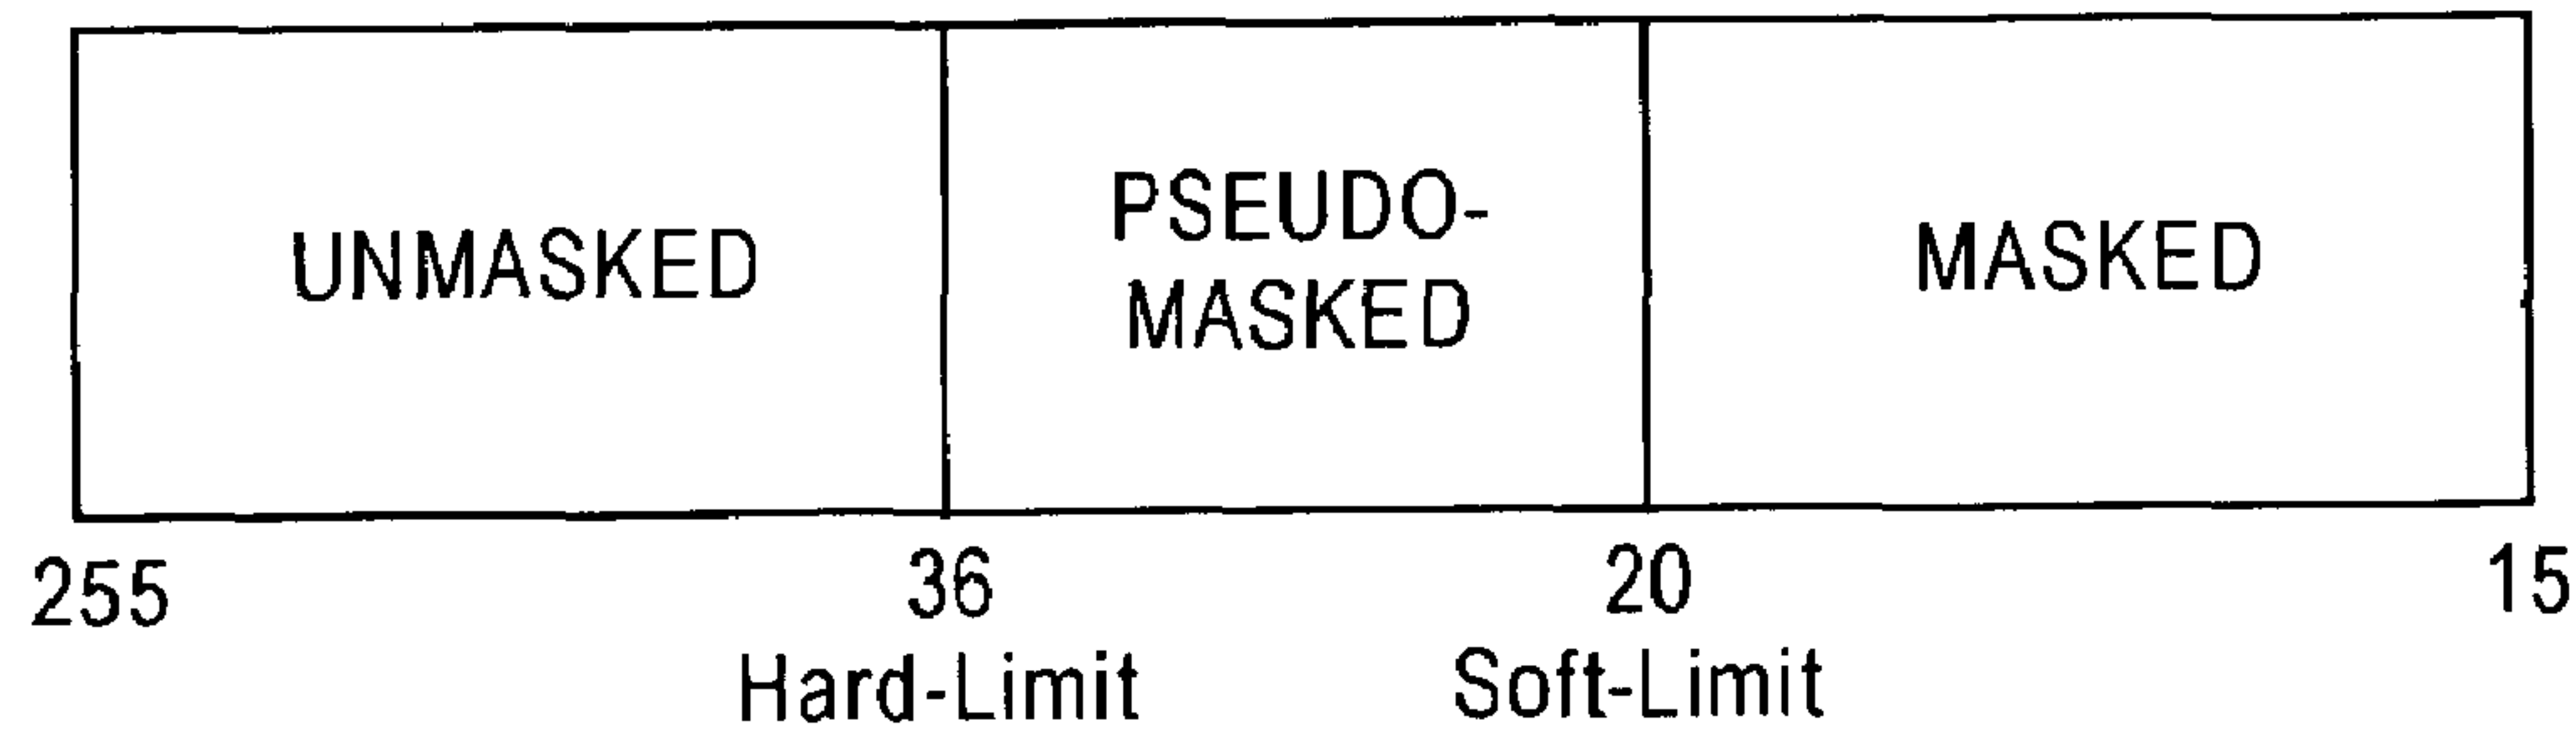 UNMASKED
PSEUDO-
MASKED
MASKED
255
36
20
15
Hard-Limit
Soft-Limit